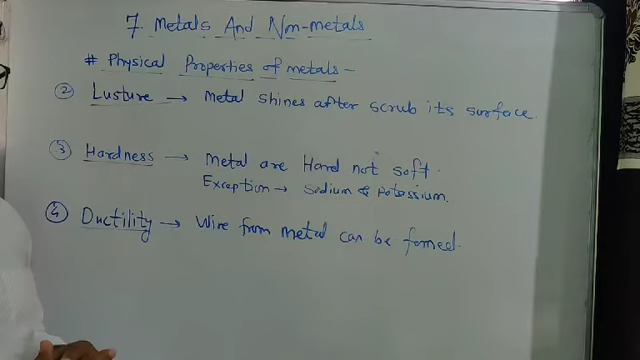 7. Metals And Non-metals
# Physical Properties of metals -
② Lusture → Metal shines after scrub its surface.
③ Hardness → Metal are Hard not soft.
Exception → Sodium & Potassium.
④ Ductility → Wire from metal can be formed.